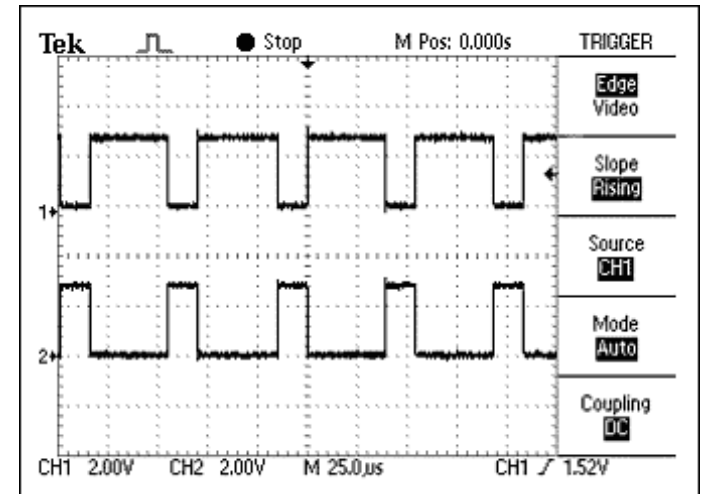 Tek Stop M Pos: 0.000s TRIGGER
Edge
Video
Slope
Rising
Source
CH1
Mode
Auto
Coupling
DC
1
2
CH1 2.00V CH2 2.00V M 25.0µs CH1 1.52V